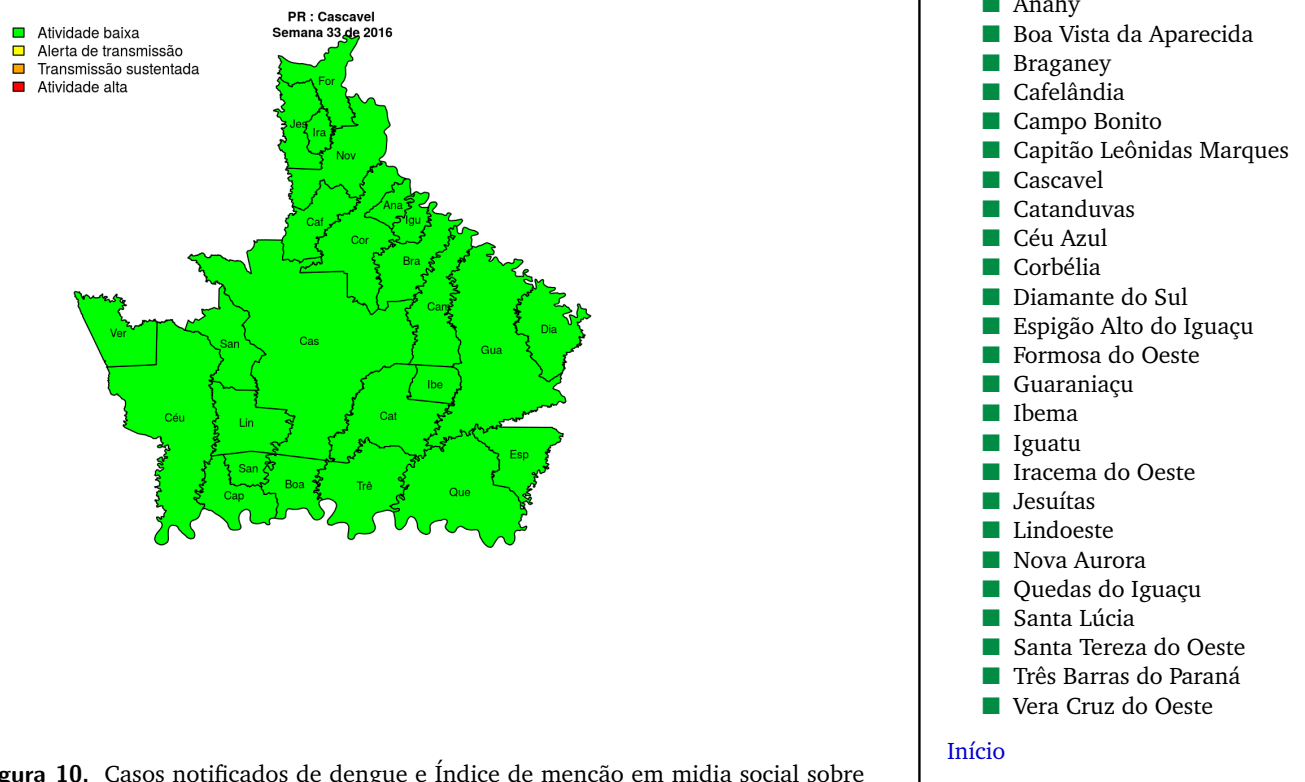 PR : Cascavel
Semana 33 de 2016
Atividade baixa
Alerta de transmissão
Transmissão sustentada
Atividade alta
For
Jes
Ira
Nov
Ana
Igu
Caf
Cor
Bra
Cam
Ver
San
Cas
Gua
Dia
Ibe
Céu
Lin
Cat
San
Boa
Cap
Trê
Que
Esp
gura 10. Casos notificados de dengue e Índice de menção em midia social sobre
Anahy
Boa Vista da Aparecida
Braganey
Cafelândia
Campo Bonito
Capitão Leônidas Marques
Cascavel
Catanduvas
Céu Azul
Corbélia
Diamante do Sul
Espigão Alto do Iguaçu
Formosa do Oeste
Guaraniaçu
Ibema
Iguatu
Iracema do Oeste
Jesuítas
Lindoeste
Nova Aurora
Quedas do Iguaçu
Santa Lúcia
Santa Tereza do Oeste
Três Barras do Paraná
Vera Cruz do Oeste
Início